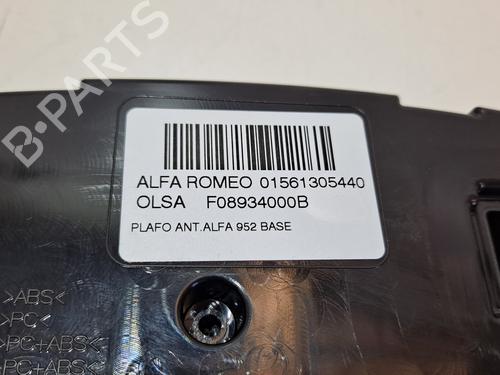 B-PARTS
ALFA ROMEO 01561305440
OLSA F08934000B
PLAFO ANT.ALFA 952 BASE
>ABS<
>PC<
>PC+ABS<
>PC+ABS<